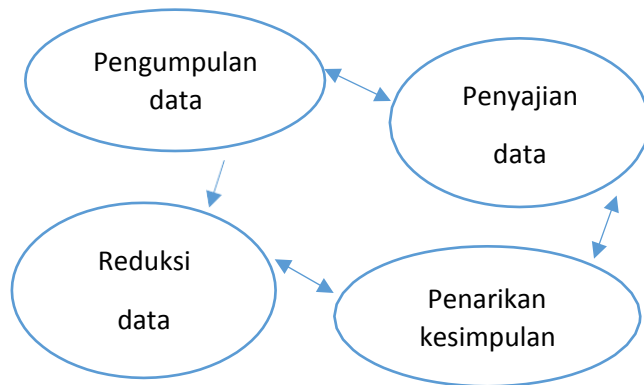 Pengumpulan
data
Penyajian
data
Reduksi
data
Penarikan
kesimpulan